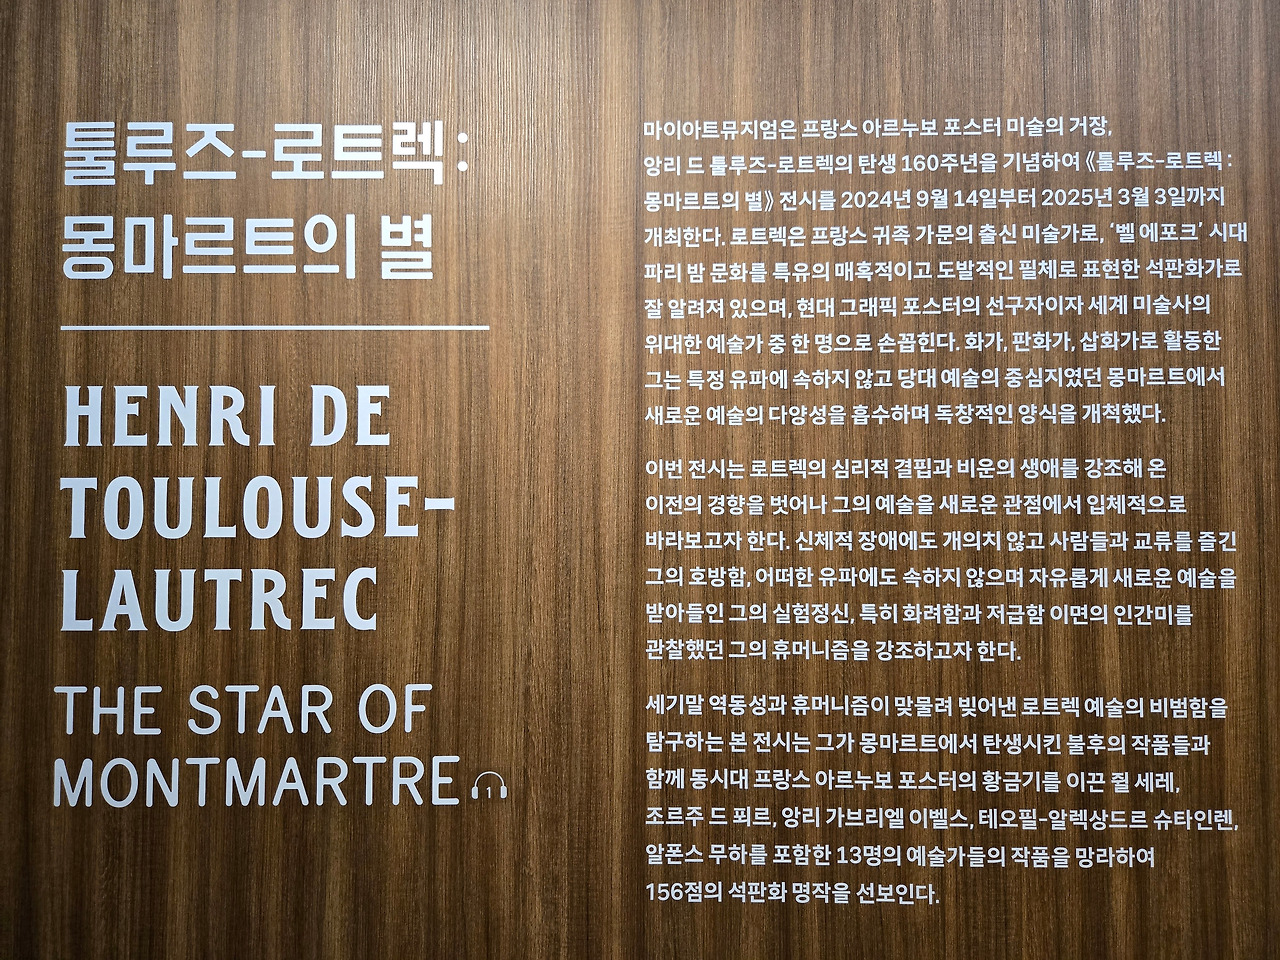 툴루즈-로트렉:
몽마르트의 별
HENRI DE
TOULOUSE-
LAUTREC
THE STAR OF
MONTMARTRE
1
마이아트뮤지엄은 프랑스 아르누보 포스터 미술의 거장,
앙리 드 툴루즈-로트렉의 탄생 160주년을 기념하여 《툴루즈-로트렉 :
몽마르트의 별》 전시를 2024년 9월 14일부터 2025년 3월 3일까지
개최한다. 로트렉은 프랑스 귀족 가문의 출신 미술가로, ‘벨 에포크’ 시대
파리 밤 문화를 특유의 매혹적이고 도발적인 필체로 표현한 석판화가로
잘 알려져 있으며, 현대 그래픽 포스터의 선구자이자 세계 미술사의
위대한 예술가 중 한 명으로 손꼽힌다. 화가, 판화가, 삽화가로 활동한
그는 특정 유파에 속하지 않고 당대 예술의 중심지였던 몽마르트에서
새로운 예술의 다양성을 흡수하며 독창적인 양식을 개척했다.
이번 전시는 로트렉의 심리적 결핍과 비운의 생애를 강조해 온
이전의 경향을 벗어나 그의 예술을 새로운 관점에서 입체적으로
바라보고자 한다. 신체적 장애에도 개의치 않고 사람들과 교류를 즐긴
그의 호방함, 어떠한 유파에도 속하지 않으며 자유롭게 새로운 예술을
받아들인 그의 실험정신, 특히 화려함과 저급함 이면의 인간미를
관찰했던 그의 휴머니즘을 강조하고자 한다.
세기말 역동성과 휴머니즘이 맞물려 빚어낸 로트렉 예술의 비범함을
탐구하는 본 전시는 그가 몽마르트에서 탄생시킨 불후의 작품들과
함께 동시대 프랑스 아르누보 포스터의 황금기를 이끈 쥘 세레,
조르주 드 푀르, 앙리 가브리엘 이벨스, 테오필-알렉상드르 슈타인렌,
알폰스 무하를 포함한 13명의 예술가들의 작품을 망라하여
156점의 석판화 명작을 선보인다.